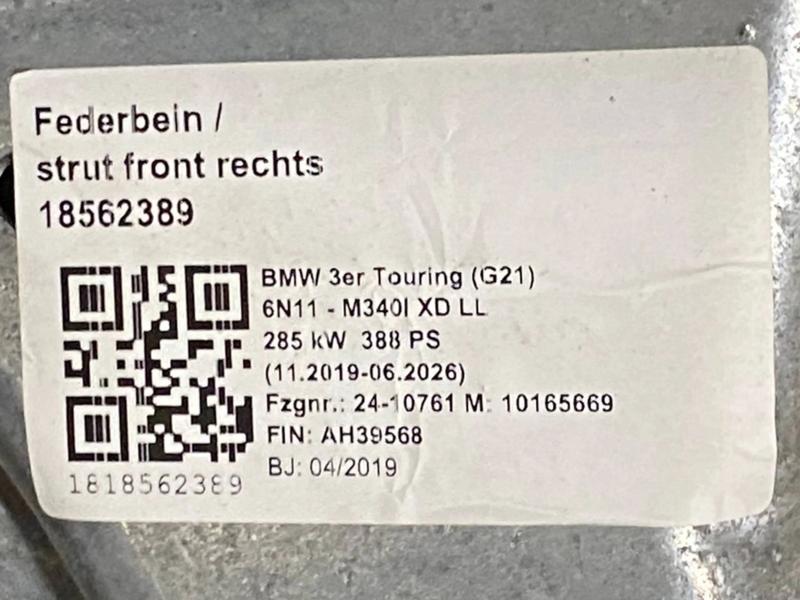 Federbein /
strut front rechts
18562389
BMW 3er Touring (G21)
6N11 - M340I XD LL
285 kW 388 PS
(11.2019-06.2026)
Fzgnr.: 24-10761 M: 10165669
FIN: AH39568
BJ: 04/2019
1818562389